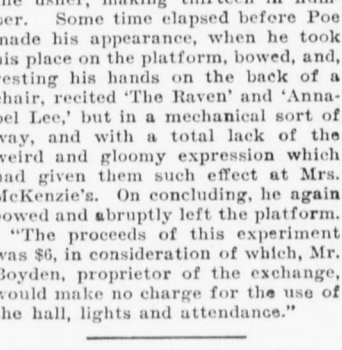 the usher, making thirteen in num-
ber. Some time elapsed before Poe
made his appearance, when he took
his place on the platform, bowed, and,
resting his hands on the back of a
chair, recited 'The Raven' and 'Anna-
bel Lee,' but in a mechanical sort of
way, and with a total lack of the
weird and gloomy expression which
had given them such effect at Mrs.
McKenzie's. On concluding, he again
bowed and abruptly left the platform.
"The proceeds of this experiment
was $6, in consideration of which, Mr.
Boyden, proprietor of the exchange,
would make no charge for the use of
the hall, lights and attendance."